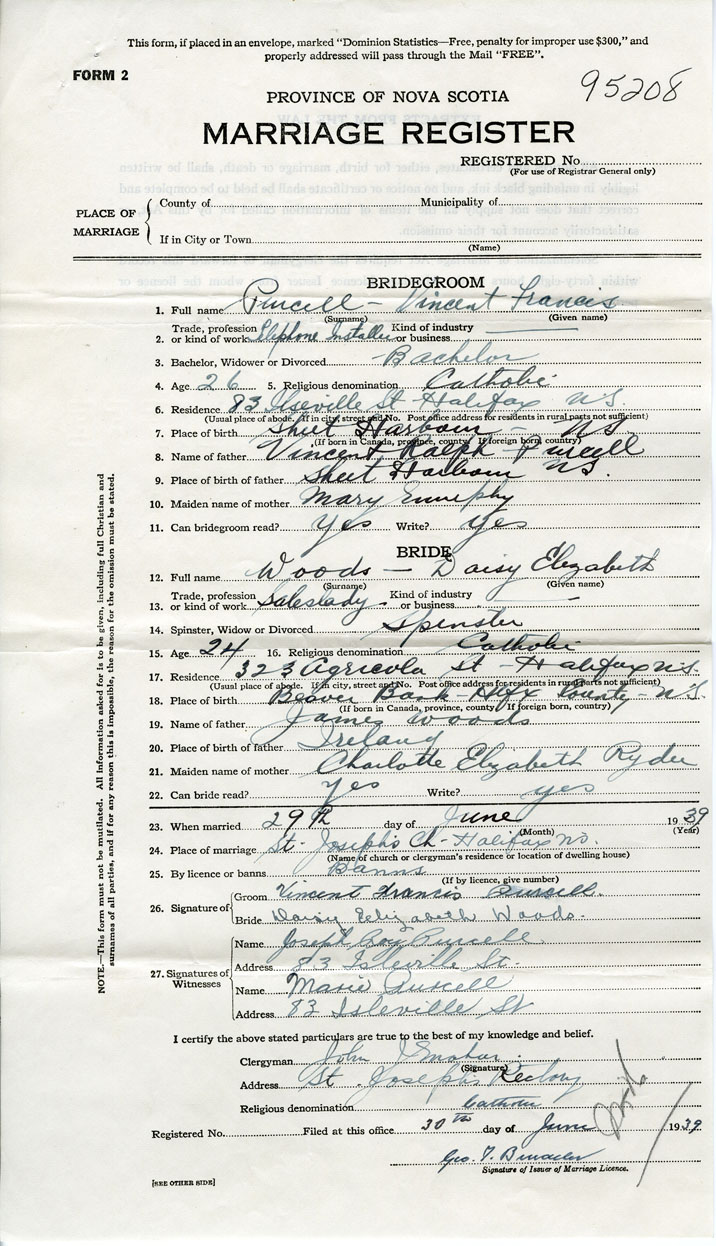 This form, if placed in an envelope, marked "Dominion Statistics—Free, penalty for improper use $300," and
properly addressed will pass through the Mail "FREE".
FORM 2
95208
PROVINCE OF NOVA SCOTIA
MARRIAGE REGISTER
REGISTERED No.
(For use of Registrar General only)
PLACE OF MARRIAGE
County of Municipality of
If in City or Town
(Name)
BRIDEGROOM
1. Full name Purcell — Vincent Francis
(Surname) (Given name)
2. Trade, profession or kind of work Telephone Installer Kind of industry or business
3. Bachelor, Widower or Divorced Bachelor
4. Age 26 5. Religious denomination Catholic
6. Residence 83 St Halifax N.S.
(Usual place of abode. If in city, street and No. Post office address for residents in rural parts not sufficient)
7. Place of birth Sheet Harbour — N.S.
(If born in Canada, province, county. If foreign born, country)
8. Name of father Vincent Ralph Purcell
9. Place of birth of father Sheet Harbour N.S.
10. Maiden name of mother Mary
11. Can bridegroom read? Yes Write? Yes
BRIDE
12. Full name Woods — Daisy Elizabeth
(Surname) (Given name)
13. Trade, profession or kind of work Saleslady. Kind of industry or business —
14. Spinster, Widow or Divorced Spinster
15. Age 24 16. Religious denomination Catholic
17. Residence 323 Agricola St - Halifax N.S.
(Usual place of abode. If in city, street and No. Post office address for residents in rural parts not sufficient)
18. Place of birth Beaver Bank - Hfx County - N.S.
(If born in Canada, province, county. If foreign born, country)
19. Name of father James Woods
20. Place of birth of father Ireland
21. Maiden name of mother Charlotte Elizabeth Ryder
22. Can bride read? Yes Write? yes
23. When married 29th day of June 1939
(Month) (Year)
24. Place of marriage St. Joseph's Ch - Halifax N.S.
(Name of church or clergyman's residence or location of dwelling house)
25. By licence or banns Banns
(If by licence, give number)
26. Signature of
Groom Vincent Francis Purcell.
Bride Daisy Elizabeth Woods.
27. Signatures of Witnesses
Name Joseph Purcell
Address 83 Isleville St.
Name Marie Purcell
Address 83 Isleville St
I certify the above stated particulars are true to the best of my knowledge and belief.
Clergyman John
(Signature)
Address St. Joseph's Rectory
Religious denomination Catholic
Registered No. Filed at this office 30th day of June 1939
Geo. T.
Signature of Issuer of Marriage Licence.
[SEE OTHER SIDE]
NOTE.—This form must not be mutilated. All information asked for is to be given, including full Christian and
surnames of all parties, and if for any reason this is impossible, the reason for the omission must be stated.